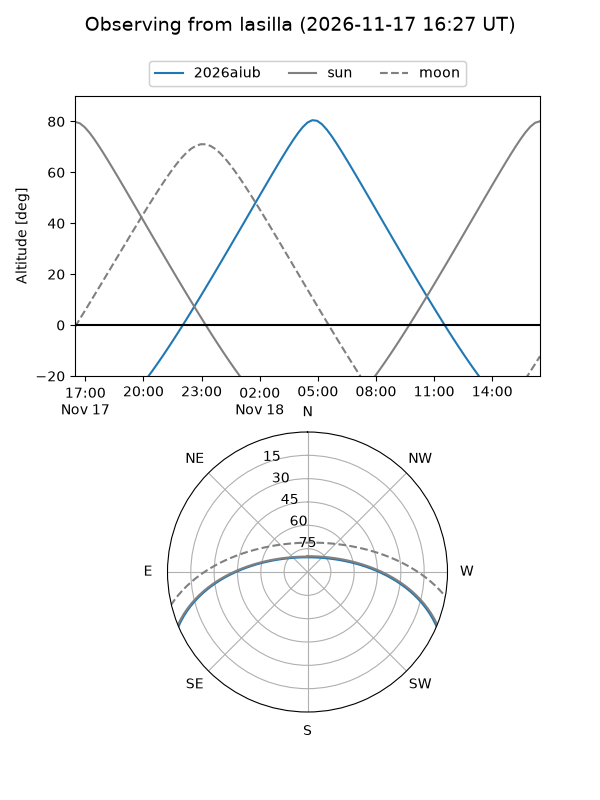 Observing from lasilla (2026-11-17 16:27 UT)
2026aiub sun moon
Altitude [deg]
80
60
40
20
0
−20
17:00 20:00 23:00 02:00 05:00 08:00 11:00 14:00
Nov 17 Nov 18
N
NE NW
15
30
45
60
75
E W
SE SW
S